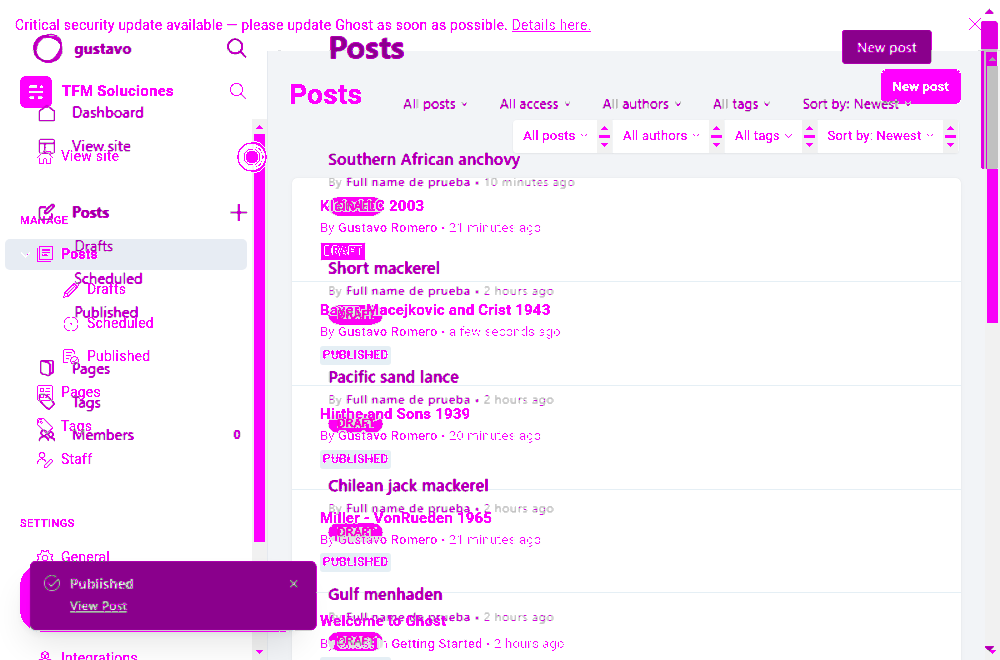 Critical security update available — please update Ghost as soon as possible. Details here.
gustavo
Posts
New post
TFM Soluciones
Posts
New post
Dashboard
All posts
All access
All authors
All tags
Sort by: Newest
View site
View site
All posts
All authors
All tags
Sort by: Newest
Southern African anchovy
By Full name de prueba • 10 minutes ago
MANAGE
Posts
2003
By Gustavo Romero • 21 minutes ago
Posts
Drafts
DRAFT
Short mackerel
Scheduled
Drafts
By Full name de prueba • 2 hours ago
Published
Scheduled
Bayer Macejkovic and Crist 1943
By Gustavo Romero • a few seconds ago
Published
PUBLISHED
Pages
Pacific sand lance
Pages
By Full name de prueba • 2 hours ago
Tags
Hirthe and Sons 1939
DRAFT
Tags
Members
0
By Gustavo Romero • 20 minutes ago
Staff
PUBLISHED
Chilean jack mackerel
By Full name de prueba • 2 hours ago
Miller - VonRueden 1965
DRAFT
SETTINGS
By Gustavo Romero • 21 minutes ago
General
PUBLISHED
Published
View Post
Gulf menhaden
By Full name de prueba • 2 hours ago
Welcome to Ghost
DRAFT
By Ghost in Getting Started • 2 hours ago
Integrations